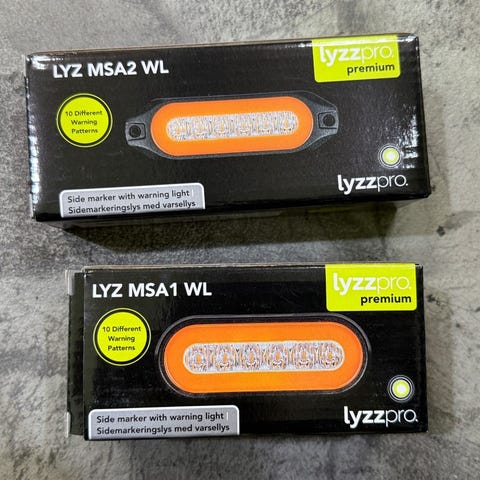 LYZ MSA2 WL
lyzzpro.
premium
10 Different
Warning
Patterns
Side marker with warning light |
Sidemarkeringslys med varsellys
lyzzpro.
LYZ MSA1 WL
lyzzpro.
premium
10 Different
Warning
Patterns
Side marker with warning light |
Sidemarkeringslys med varsellys
lyzzpro.